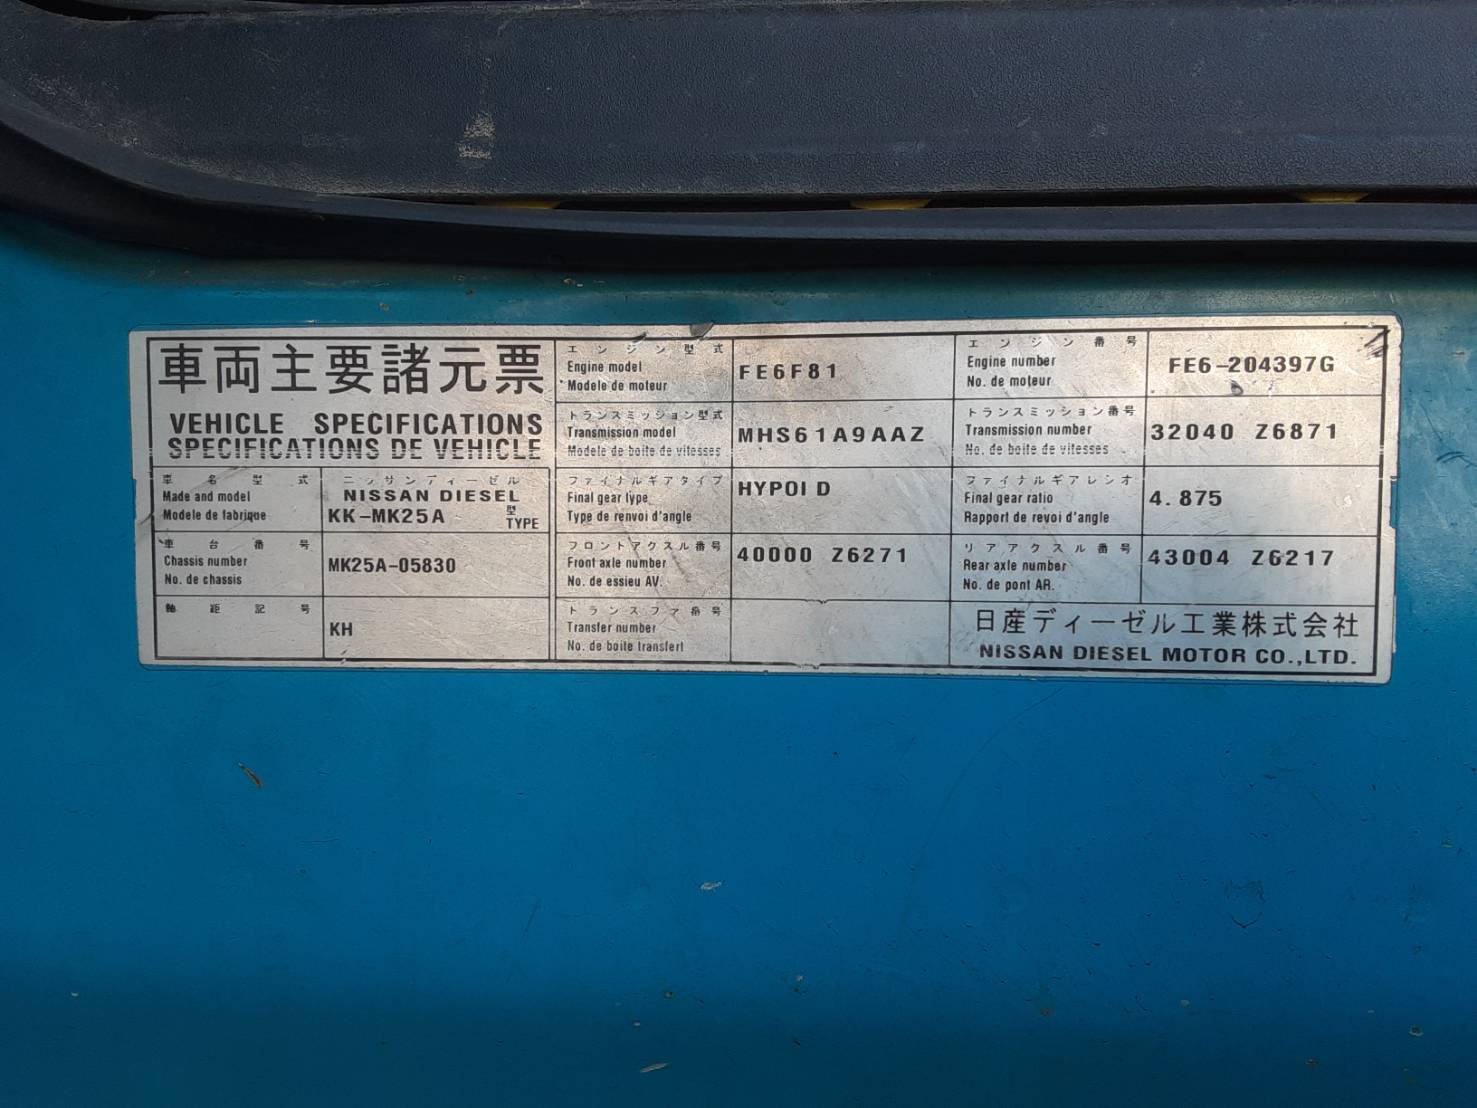 車両主要諸元票
VEHICLE SPECIFICATIONS
SPECIFICATIONS DE VEHICLE
車名型式
Made and model
Modele de fabrique
ニッサンディーゼル
NISSAN DIESEL
KK-MK25A 型 TYPE
車台番号
Chassis number
No. de chassis
MK25A-05830
軸距記号
KH
エンジン型式
Engine model
Modele de moteur
FE6F81
エンジン番号
Engine number
No. de moteur
FE6-204397G
トランスミッション型式
Transmission model
Modele de boite de vitesses
MHS61A9AAZ
トランスミッション番号
Transmission number
No. de boite de vitesses
32040 Z6871
ファイナルギアタイプ
Final gear type
Type de renvoi d'angle
HYPOID
ファイナルギアレシオ
Final gear ratio
Rapport de revoi d'angle
4.875
フロントアクスル番号
Front axle number
No. de essieu AV.
40000 Z6271
リアアクスル番号
Rear axle number
No. de pont AR.
43004 Z6217
トランスファ番号
Transfer number
No. de boite transfert
日産ディーゼル工業株式会社
NISSAN DIESEL MOTOR CO.,LTD.